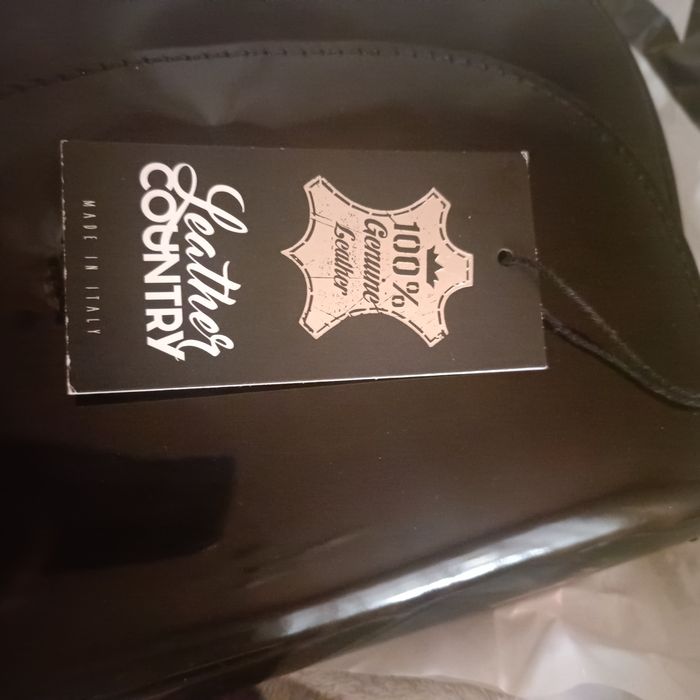 100%
Genuine
Leather
Leather
COUNTRY
MADE IN ITALY